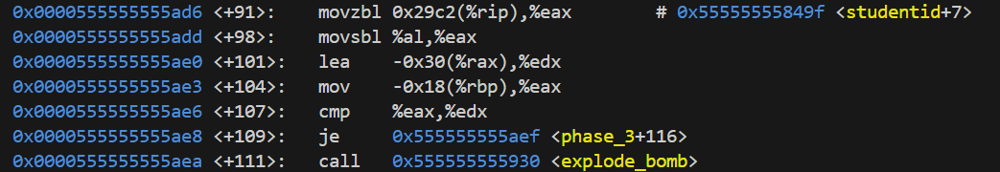 0x0000555555555ad6 <+91>: movzbl 0x29c2(%rip),%eax # 0x55555555849f <studentid+7>
0x0000555555555add <+98>: movsbl %al,%eax
0x0000555555555ae0 <+101>: lea -0x30(%rax),%edx
0x0000555555555ae3 <+104>: mov -0x18(%rbp),%eax
0x0000555555555ae6 <+107>: cmp %eax,%edx
0x0000555555555ae8 <+109>: je 0x555555555aef <phase_3+116>
0x0000555555555aea <+111>: call 0x555555555930 <explode_bomb>